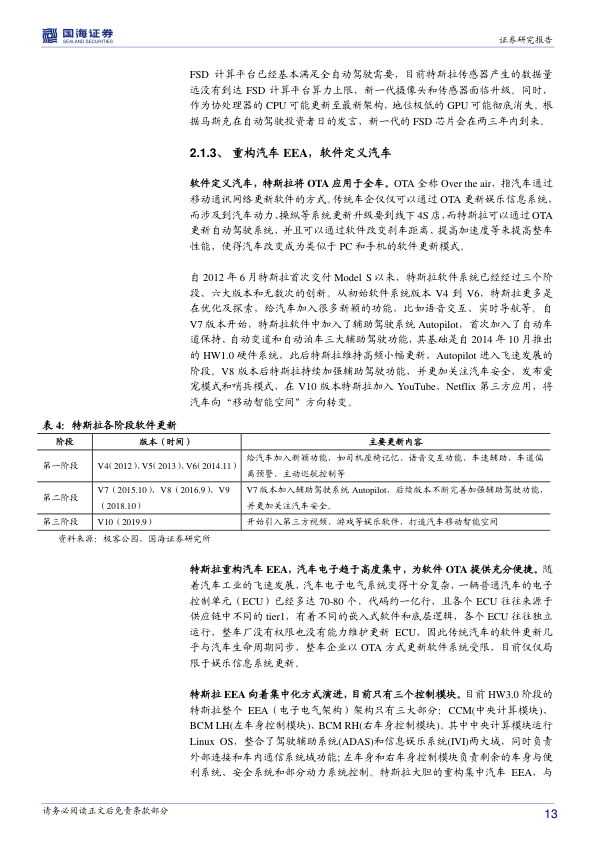 国海证券
SEALAND SECURITIES
证券研究报告
FSD 计算平台已经基本满足全自动驾驶需要，目前特斯拉传感器产生的数据量
远没有到达 FSD 计算平台算力上限，新一代摄像头和传感器面临升级。同时，
作为协处理器的 CPU 可能更新至最新架构，地位极低的 GPU 可能彻底消失。根
据马斯克在自动驾驶投资者日的发言，新一代的 FSD 芯片会在两三年内到来。
2.1.3、 重构汽车 EEA，软件定义汽车
软件定义汽车，特斯拉将 OTA 应用于全车。OTA 全称 Over the air，指汽车通过
移动通讯网络更新软件的方式。传统车企仅仅可以通过 OTA 更新娱乐信息系统，
而涉及到汽车动力、操纵等系统更新升级要到线下 4S 店，而特斯拉可以通过 OTA
更新自动驾驶系统，并且可以通过软件改变刹车距离、提高加速度等来提高整车
性能，使得汽车改变成为类似于 PC 和手机的软件更新模式。
自 2012 年 6 月特斯拉首次交付 Model S 以来，特斯拉软件系统已经经过三个阶
段、六大版本和无数次的创新。从初始软件系统版本 V4 到 V6，特斯拉更多是
在优化及探索，给汽车加入很多新颖的功能，比如语音交互、实时导航等。自
V7 版本开始，特斯拉软件中加入了辅助驾驶系统 Autopilot，首次加入了自动车
道保持、自动变道和自动泊车三大辅助驾驶功能，其基础是自 2014 年 10 月推出
的 HW1.0 硬件系统，此后特斯拉维持高频小幅更新，Autopilot 进入飞速发展的
阶段。V8 版本后特斯拉持续加强辅助驾驶功能，并更加关注汽车安全，发布爱
宠模式和哨兵模式，在 V10 版本特斯拉加入 YouTube、Netflix 第三方应用，将
汽车向“移动智能空间”方向转变。
表 4：特斯拉各阶段软件更新
阶段 版本（时间） 主要更新内容
第一阶段 V4（2012）、V5（2013）、V6（2014.11） 给汽车加入新颖功能，如司机座椅记忆、语音交互功能、车速辅助、车道偏
离预警、主动巡航控制等
第二阶段 V7（2015.10）、V8（2016.9）、V9 V7 版本加入辅助驾驶系统 Autopilot，后续版本不断完善加强辅助驾驶功能，
（2018.10） 并更加关注汽车安全。
第三阶段 V10（2019.9） 开始引入第三方视频、游戏等娱乐软件，打造汽车移动智能空间
资料来源：极客公园，国海证券研究所
特斯拉重构汽车 EEA，汽车电子趋于高度集中，为软件 OTA 提供充分便捷。随
着汽车工业的飞速发展，汽车电子电气系统变得十分复杂，一辆普通汽车的电子
控制单元（ECU）已经多达 70-80 个，代码约一亿行，且各个 ECU 往往来源于
供应链中不同的 tier1，有着不同的嵌入式软件和底层逻辑，各个 ECU 往往独立
运行，整车厂没有权限也没有能力维护更新 ECU，因此传统汽车的软件更新几
乎与汽车生命周期同步，整车企业以 OTA 方式更新软件系统受限，目前仅仅局
限于娱乐信息系统更新。
特斯拉 EEA 向着集中化方式演进，目前只有三个控制模块。目前 HW3.0 阶段的
特斯拉整个 EEA（电子电气架构）架构只有三大部分：CCM(中央计算模块)、
BCM LH(左车身控制模块)、BCM RH(右车身控制模块)。其中中央计算模块运行
Linux OS，整合了驾驶辅助系统(ADAS)和信息娱乐系统(IVI)两大域，同时负责
外部连接和车内通信系统域功能；左车身和右车身控制模块负责剩余的车身与便
利系统、安全系统和部分动力系统控制。特斯拉大胆的重构集中汽车 EEA，与
请务必阅读正文后免责条款部分
13